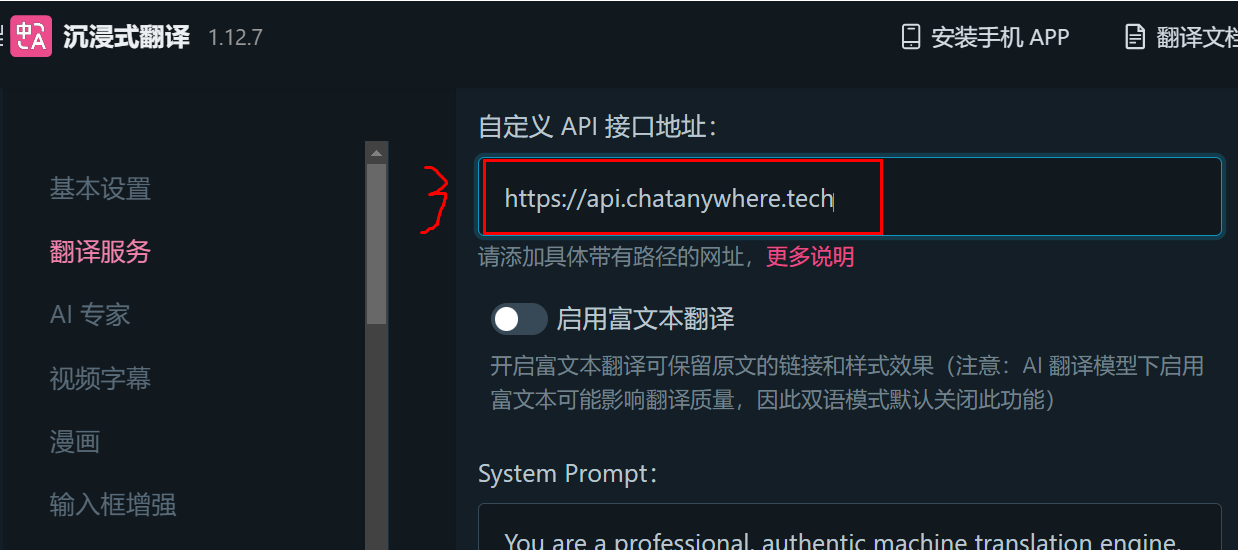 沉浸式翻译 1.12.7 安装手机 APP 翻译文档
自定义 API 接口地址:
3 https://api.chatanywhere.tech
请添加具体带有路径的网址，更多说明
基本设置
翻译服务
AI 专家
视频字幕
漫画
输入框增强
启用富文本翻译
开启富文本翻译可保留原文的链接和样式效果（注意：AI 翻译模型下启用
富文本可能影响翻译质量，因此双语模式默认关闭此功能）
System Prompt:
You are a professional, authentic machine translation engine.